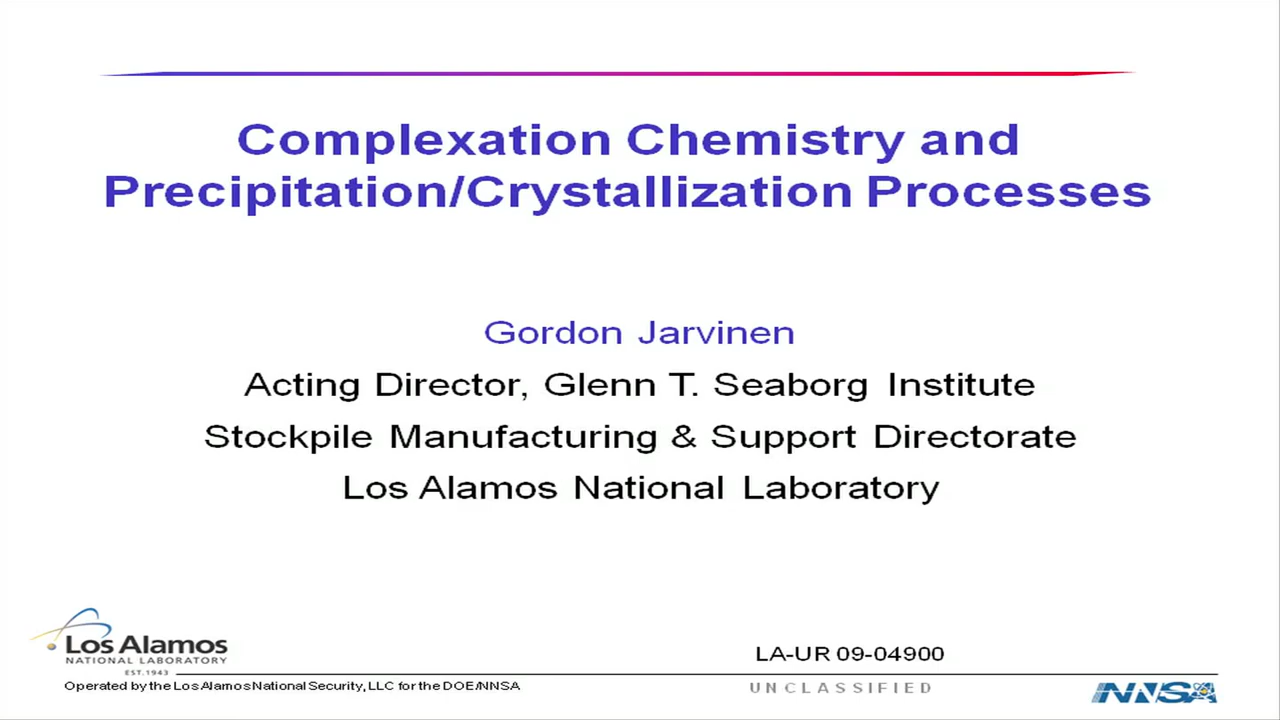 Complexation Chemistry and
Precipitation/Crystallization Processes
Gordon Jarvinen
Acting Director, Glenn T. Seaborg Institute
Stockpile Manufacturing & Support Directorate
Los Alamos National Laboratory
Los Alamos
NATIONAL LABORATORY
EST.1943
LA-UR 09-04900
Operated by the Los Alamos National Security, LLC for the DOE/NNSA
UNCLASSIFIED
NNSA